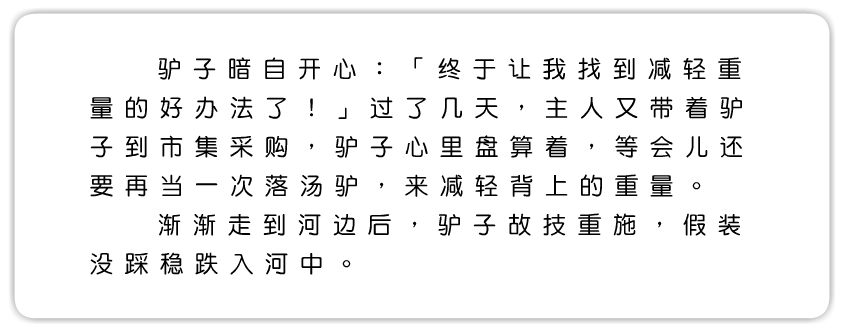 驴子暗自开心：「终于让我找到减轻重
量的好办法了！」过了几天，主人又带着驴
子到市集采购，驴子心里盘算着，等会儿还
要再当一次落汤驴，来减轻背上的重量。
渐渐走到河边后，驴子故技重施，假装
没踩稳跌入河中。